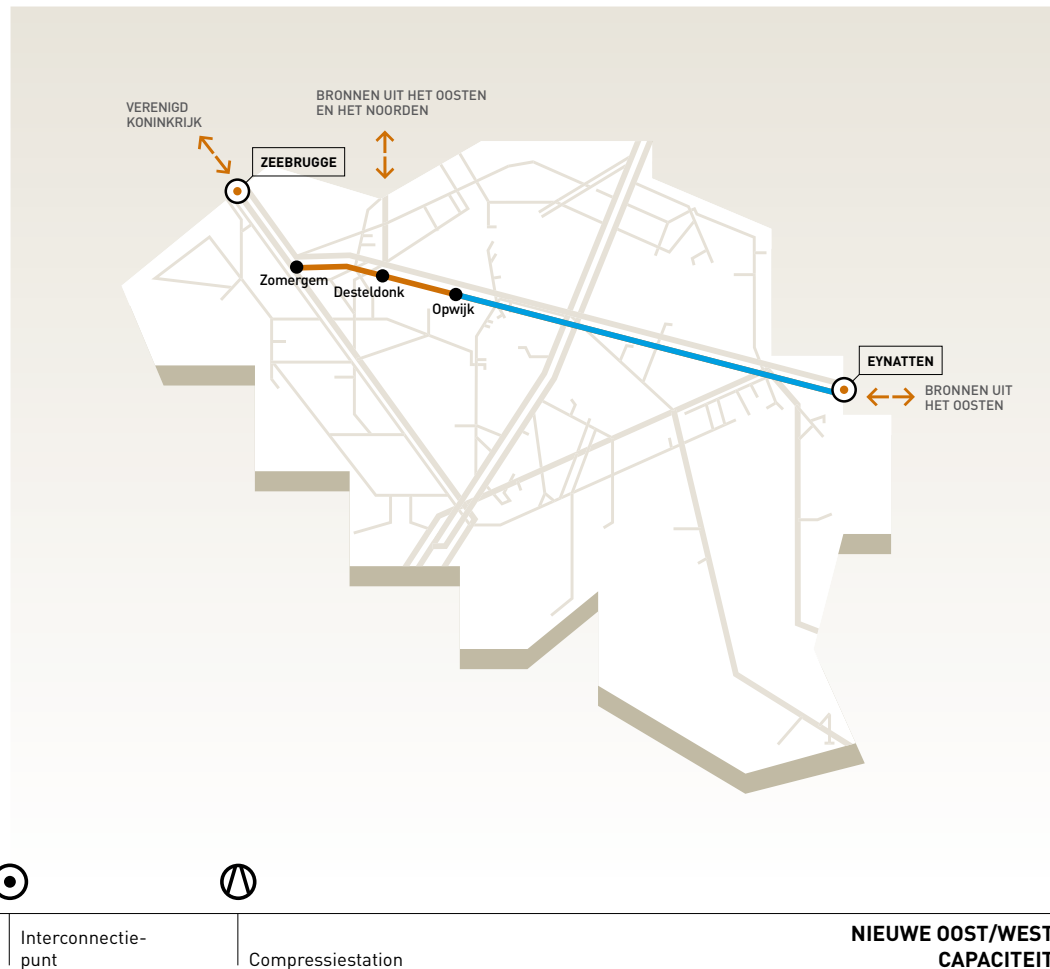 VERENIGD
KONINKRIJK
BRONNEN UIT HET OOSTEN
EN HET NOORDEN
ZEEBRUGGE
Zomergem
Desteldonk
Opwijk
EYNATTEN
BRONNEN UIT
HET OOSTEN
Interconnectie-
punt
Compressiestation
NIEUWE OOST/WEST
CAPACITEIT